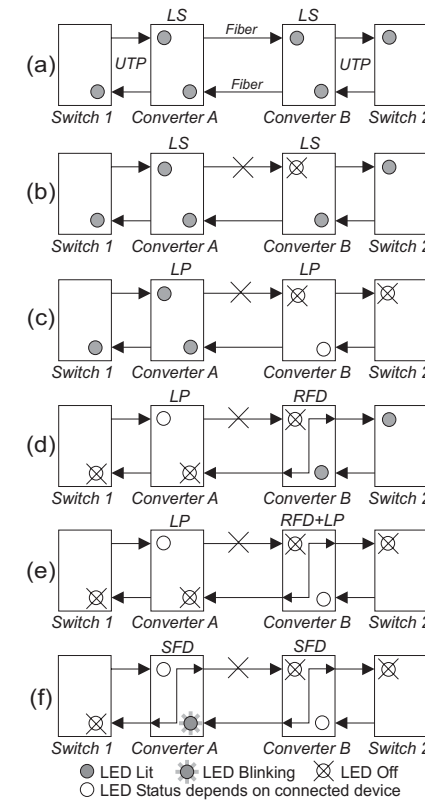 LS LS
(a) UTP Fiber Fiber UTP
Switch 1 Converter A Converter B Switch 2
LS LS
(b)
Switch 1 Converter A Converter B Switch 2
LP LP
(c)
Switch 1 Converter A Converter B Switch 2
LP RFD
(d)
Switch 1 Converter A Converter B Switch 2
LP RFD+LP
(e)
Switch 1 Converter A Converter B Switch 2
SFD SFD
(f)
Switch 1 Converter A Converter B Switch 2
LED Lit LED Blinking LED Off
LED Status depends on connected device